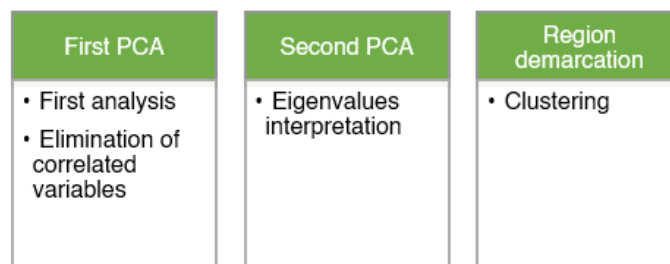 First PCA
• First analysis
• Elimination of
correlated
variables
Second PCA
• Eigenvalues
interpretation
Region
demarcation
• Clustering